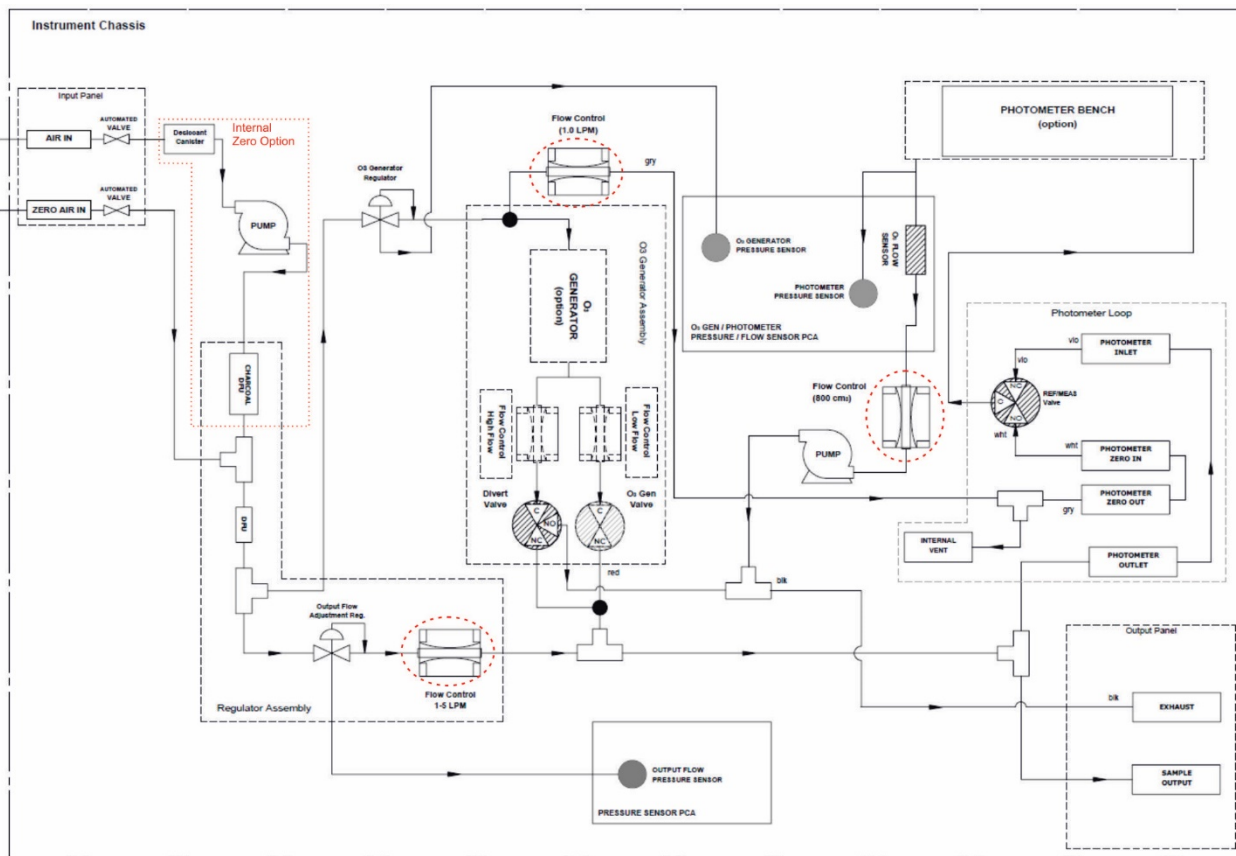 Instrument Chassis
Input Panel
AUTOMATED
VALVE
AIR IN
Desiccant
Canister
Internal
Zero Option
AUTOMATED
VALVE
ZERO AIR IN
PUMP
CHARCOAL
DFU
DFU
Regulator Assembly
Output Flow
Adjustment Reg.
Flow Control
1-5 LPM
O3 Generator
Regulator
Flow Control
(1.0 LPM)
gry
O3 Generator Assembly
O₃
GENERATOR
(option)
Flow Control
High Flow
Flow Control
Low Flow
Divert
Valve
O₃ Gen
Valve
C
NO
NC
C
NC
red
blk
O₃ GENERATOR
PRESSURE SENSOR
PHOTOMETER
PRESSURE SENSOR
O₃ GEN / PHOTOMETER
PRESSURE / FLOW SENSOR PCA
O₃ FLOW
SENSOR
PHOTOMETER BENCH
(option)
Flow Control
(800 cm₃)
PUMP
Photometer Loop
vio
vio
PHOTOMETER
INLET
NC
C
NO
REF/MEAS
Valve
wht
wht
PHOTOMETER
ZERO IN
PHOTOMETER
ZERO OUT
gry
INTERNAL
VENT
PHOTOMETER
OUTLET
Output Panel
blk
EXHAUST
SAMPLE
OUTPUT
OUTPUT FLOW
PRESSURE SENSOR
PRESSURE SENSOR PCA